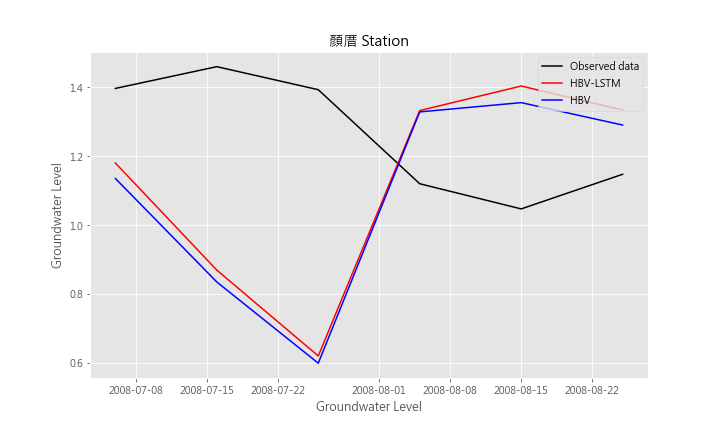 顏厝 Station
Observed data
HBV-LSTM
HBV
Groundwater Level
1.4
1.2
1.0
0.8
0.6
2008-07-08 2008-07-15 2008-07-22 2008-08-01 2008-08-08 2008-08-15 2008-08-22
Groundwater Level